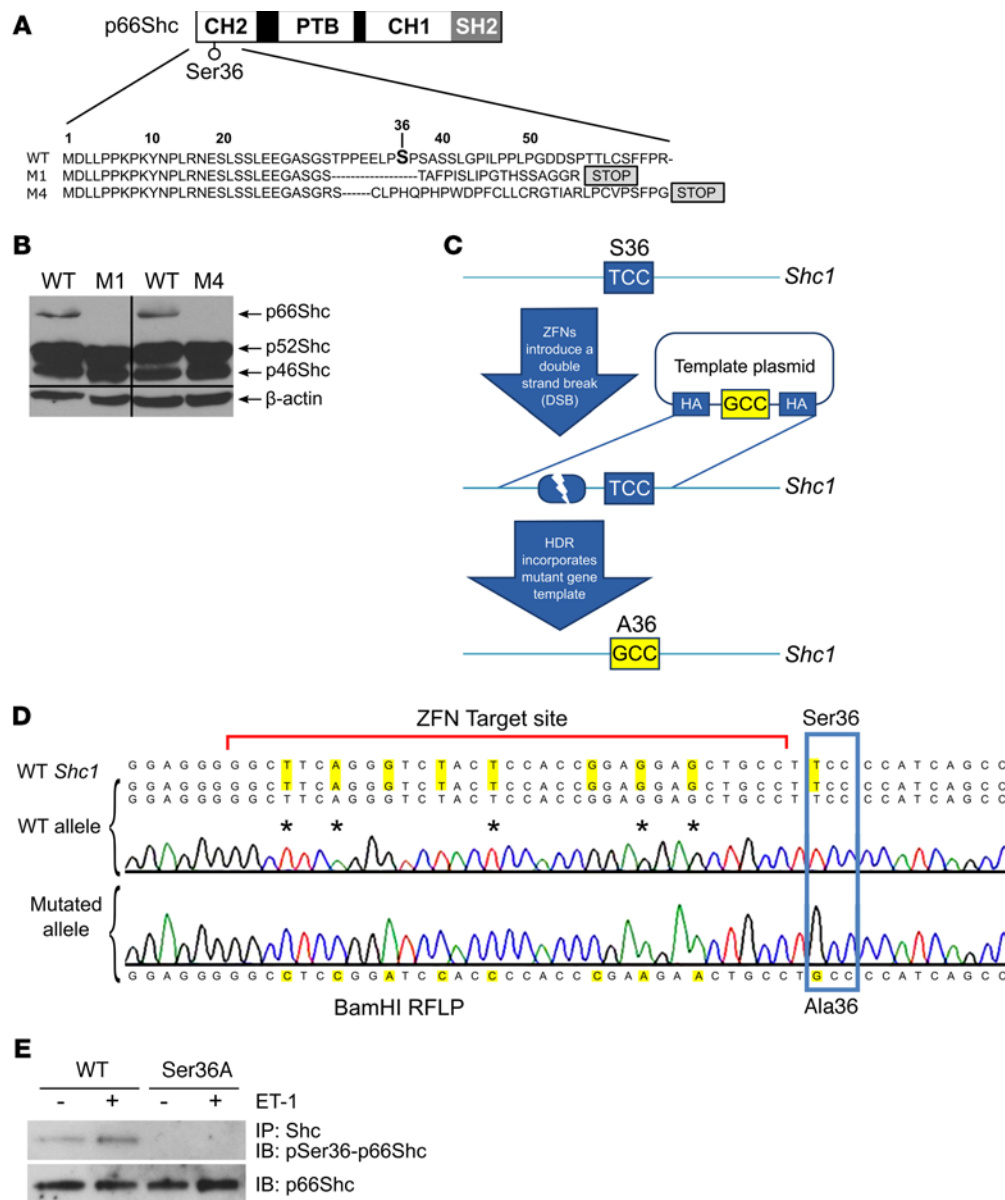 A
p66Shc CH2 PTB CH1 SH2
Ser36
1 10 20 36 40 50
WT MDLLPPKPKYNPLRNESLSSLEEGASGSTPPEELPSPSASSLGPILPPLPGDDSPTTLCSFFPR-
M1 MDLLPPKPKYNPLRNESLSSLEEGASGS-----------------TAFPISLIPGTHSSAGGR STOP
M4 MDLLPPKPKYNPLRNESLSSLEEGASGRS------CLPHQPHPWDPFCLLCRGTIARLPCVPSFPG STOP
B
WT M1 WT M4
p66Shc
p52Shc
p46Shc
β-actin
C
S36
TCC Shc1
ZFNs
introduce a
double
strand break
(DSB)
Template plasmid
HA GCC HA
TCC Shc1
HDR
incorporates
mutant gene
template
A36
GCC Shc1
D
ZFN Target site Ser36
WT Shc1 GGAGGGGGCTTCAGGGTCTACTCCACCGGAGGAGCTGCCTTCCCCATCAGCC
GGAGGGGGCTTCAGGGTCTACTCCACCGGAGGAGCTGCCTTCCCCATCAGCC
GGAGGGGGCTTCAGGGTCTACTCCACCGGAGGAGCTGCCTTCCCCATCAGCC
WT allele
* * * * *
Mutated
allele
GGAGGGGGCCTCCGGATCCACCCCACCCGAAGAACTGCCTGCCCCATCAGCC
BamHI RFLP Ala36
E
WT Ser36A
- + - + ET-1
IP: Shc
IB: pSer36-p66Shc
IB: p66Shc